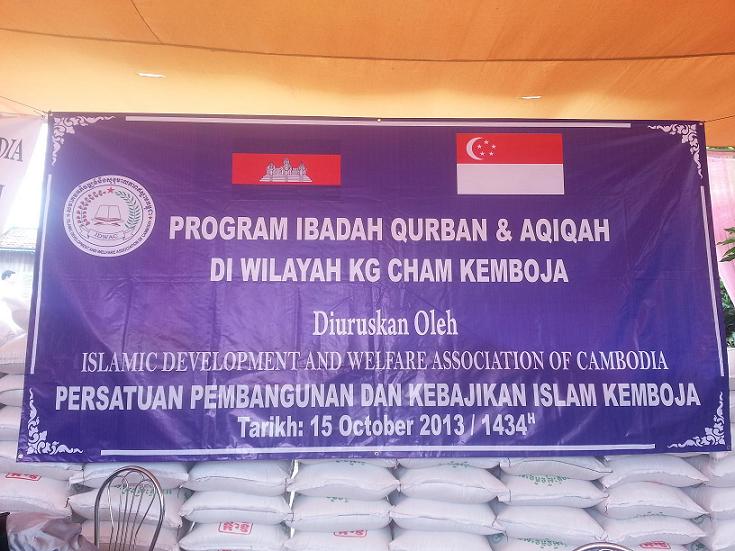 PROGRAM IBADAH QURBAN & AQIQAH
DI WILAYAH KG CHAM KEMBOJA
IDWAC
Diuruskan Oleh
ISLAMIC DEVELOPMENT AND WELFARE ASSOCIATION OF CAMBODIA
PERSATUAN PEMBANGUNAN DAN KEBAJIKAN ISLAM KEMBOJA
Tarikh: 15 October 2013 / 1434H